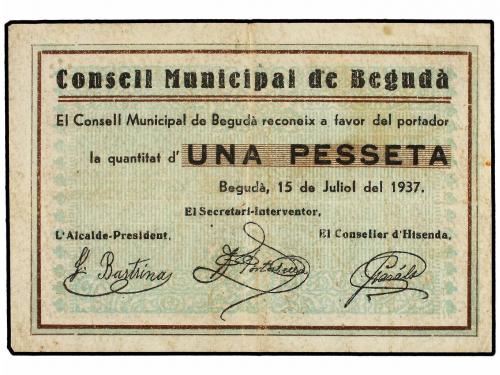 Consell Municipal de Begudà
El Consell Municipal de Begudà reconeix a favor del portador
la quantitat d' UNA PESSETA
Begudà, 15 de Juliol del 1937.
El Secretari-Interventor,
L'Alcalde-President, El Conseller d'Hisenda,
Bartrina